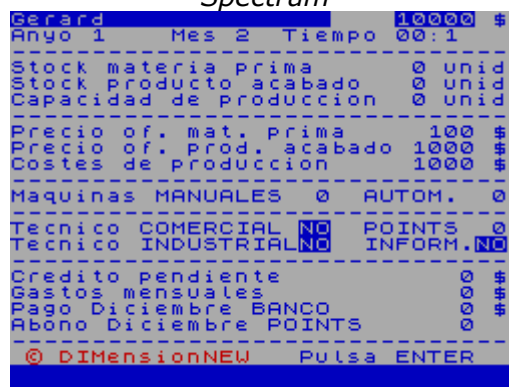 Spectrum
Gerard 10000 $
Anyo 1 Mes 2 Tiempo 00:1
Stock materia prima 0 unid
Stock producto acabado 0 unid
Capacidad de produccion 0 unid
Precio of. mat. prima 100 $
Precio of. prod. acabado 1000 $
Costes de produccion 1000 $
Maquinas MANUALES 0 AUTOM. 0
Tecnico COMERCIAL NO POINTS 0
Tecnico INDUSTRIAL NO INFORM. NO
Credito pendiente 0 $
Gastos mensuales 0 $
Pago Diciembre BANCO 0 $
Abono Diciembre POINTS 0
© DIMensionNEW Pulsa ENTER